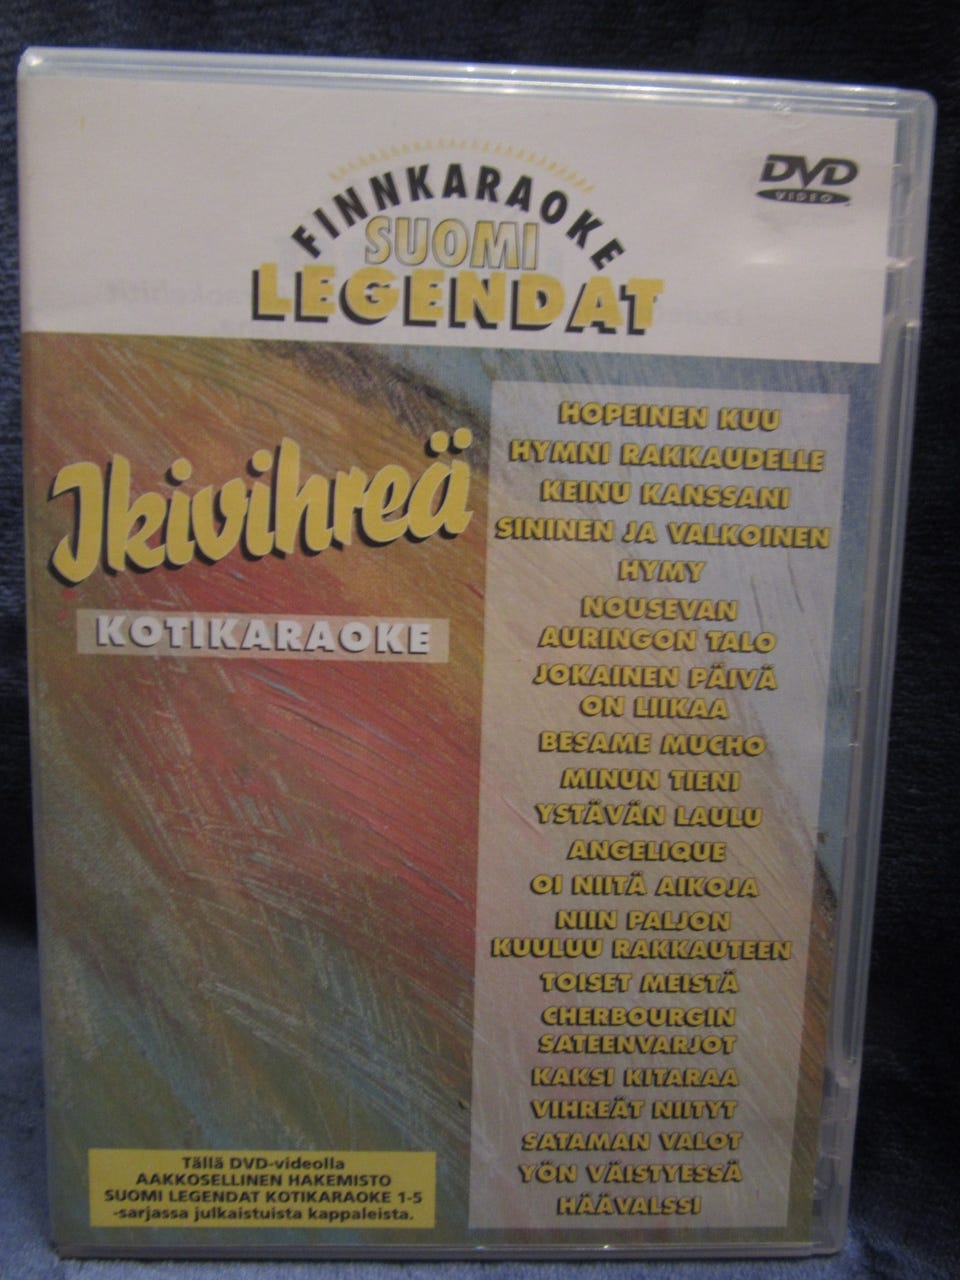 FINNKARAOKE
SUOMI
LEGENDAT
DVD
VIDEO
Ikivihreä
KOTIKARAOKE
HOPEINEN KUU
HYMNI RAKKAUDELLE
KEINU KANSSANI
SININEN JA VALKOINEN
HYMY
NOUSEVAN
AURINGON TALO
JOKAINEN PÄIVÄ
ON LIIKAA
BESAME MUCHO
MINUN TIENI
YSTÄVÄN LAULU
ANGELIQUE
OI NIITÄ AIKOJA
NIIN PALJON
KUULUU RAKKAUTEEN
TOISET MEISTÄ
CHERBOURGIN
SATEENVARJOT
KAKSI KITARAA
VIHREÄT NIITYT
SATAMAN VALOT
YÖN VÄISTYESSÄ
HÄÄVALSSI
Tällä DVD-videolla
AAKKOSELLINEN HAKEMISTO
SUOMI LEGENDAT KOTIKARAOKE 1-5
-sarjassa julkaistuista kappaleista.